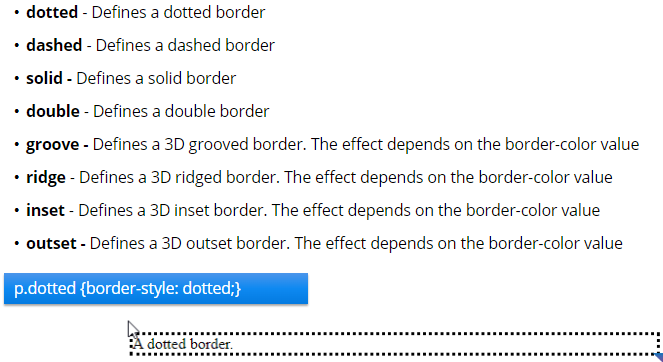 • dotted - Defines a dotted border
• dashed - Defines a dashed border
• solid - Defines a solid border
• double - Defines a double border
• groove - Defines a 3D grooved border. The effect depends on the border-color value
• ridge - Defines a 3D ridged border. The effect depends on the border-color value
• inset - Defines a 3D inset border. The effect depends on the border-color value
• outset - Defines a 3D outset border. The effect depends on the border-color value
p.dotted {border-style: dotted;}
A dotted border.